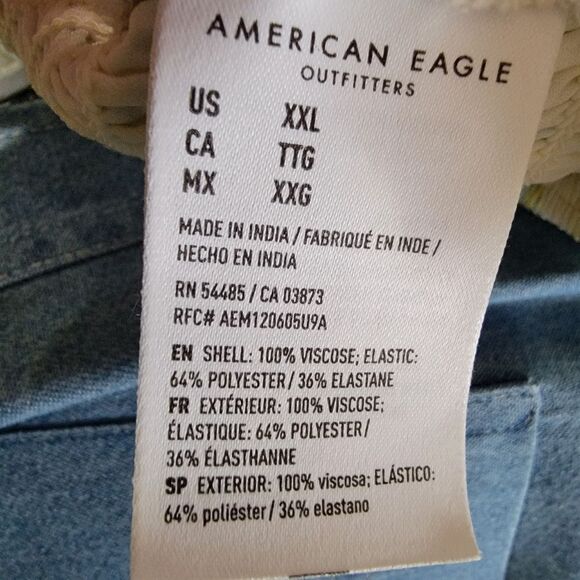 AMERICAN EAGLE
OUTFITTERS
US XXL
CA TTG
MX XXG
MADE IN INDIA / FABRIQUÉ EN INDE /
HECHO EN INDIA
RN 54485 / CA 03873
RFC# AEM120605U9A
EN SHELL: 100% VISCOSE; ELASTIC:
64% POLYESTER / 36% ELASTANE
FR EXTÉRIEUR: 100% VISCOSE;
ÉLASTIQUE: 64% POLYESTER /
36% ÉLASTHANNE
SP EXTERIOR: 100% viscosa; ELÁSTICO:
64% poliéster / 36% elastano